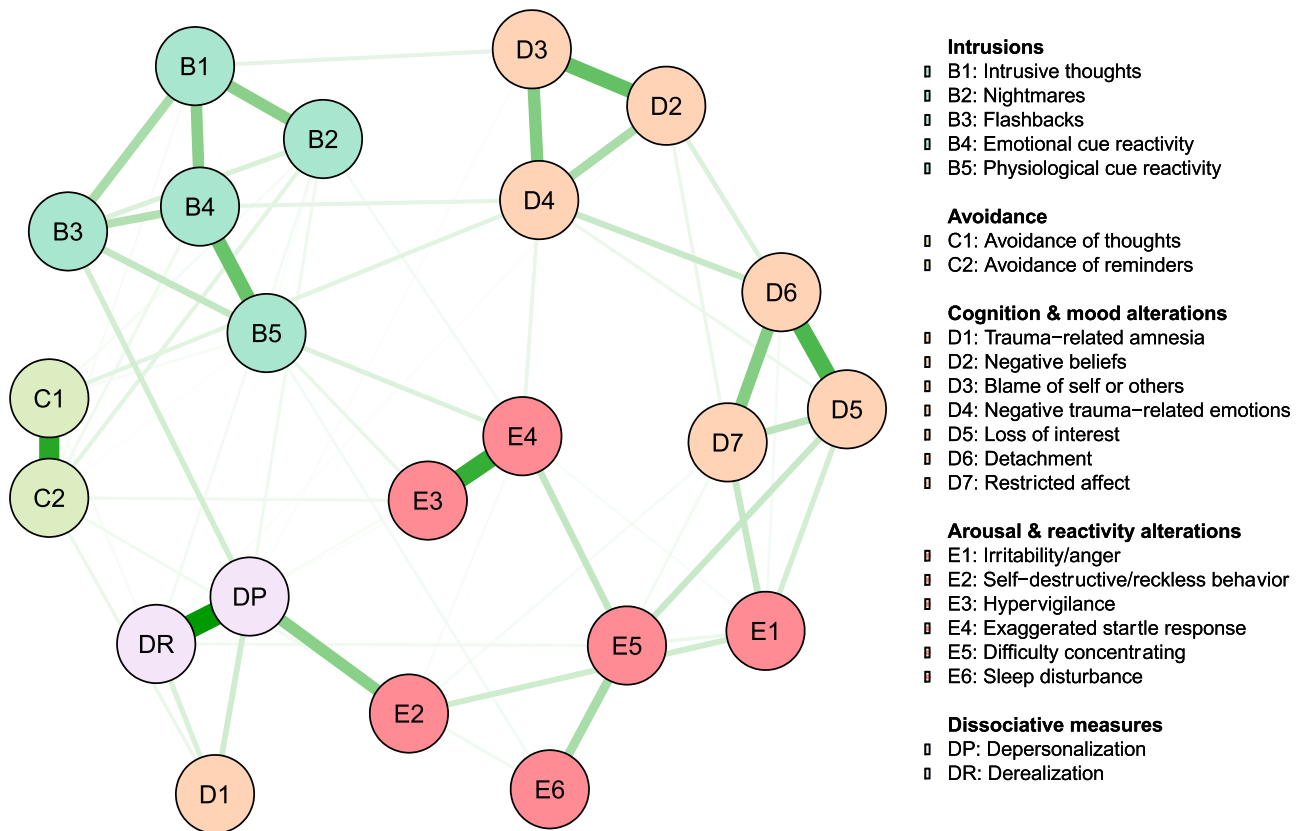 B1
D3
D2
B2
B4
D4
B3
D6
B5
C1
D5
E4
D7
C2
E3
DP
DR
E5
E1
E2
D1
E6
Intrusions
B1: Intrusive thoughts
B2: Nightmares
B3: Flashbacks
B4: Emotional cue reactivity
B5: Physiological cue reactivity
Avoidance
C1: Avoidance of thoughts
C2: Avoidance of reminders
Cognition & mood alterations
D1: Trauma−related amnesia
D2: Negative beliefs
D3: Blame of self or others
D4: Negative trauma−related emotions
D5: Loss of interest
D6: Detachment
D7: Restricted affect
Arousal & reactivity alterations
E1: Irritability/anger
E2: Self−destructive/reckless behavior
E3: Hypervigilance
E4: Exaggerated startle response
E5: Difficulty concentrating
E6: Sleep disturbance
Dissociative measures
DP: Depersonalization
DR: Derealization